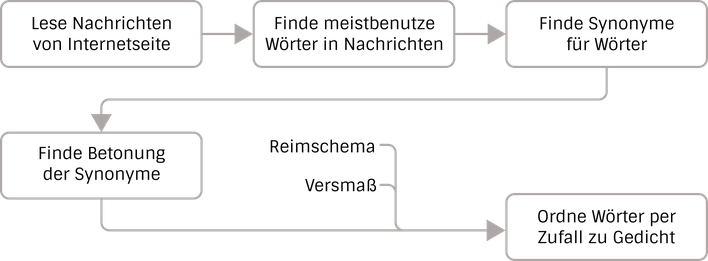 Lese Nachrichten
von Internetseite
Finde meistbenutze
Wörter in Nachrichten
Finde Synonyme
für Wörter
Finde Betonung
der Synonyme
Reimschema
Versmaß
Ordne Wörter per
Zufall zu Gedicht